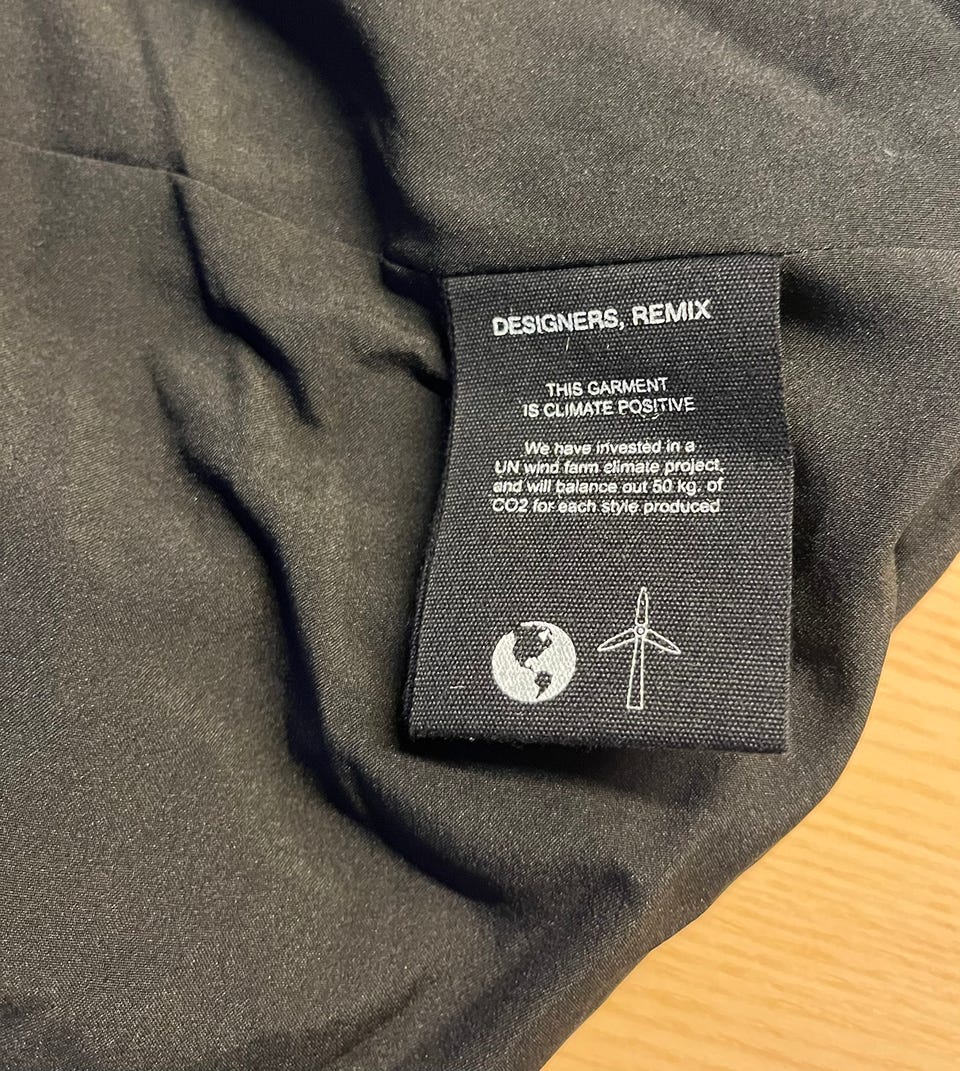 DESIGNERS, REMIX
THIS GARMENT
IS CLIMATE POSITIVE
We have invested in a
UN wind farm climate project,
and will balance out 50 kg. of
CO2 for each style produced